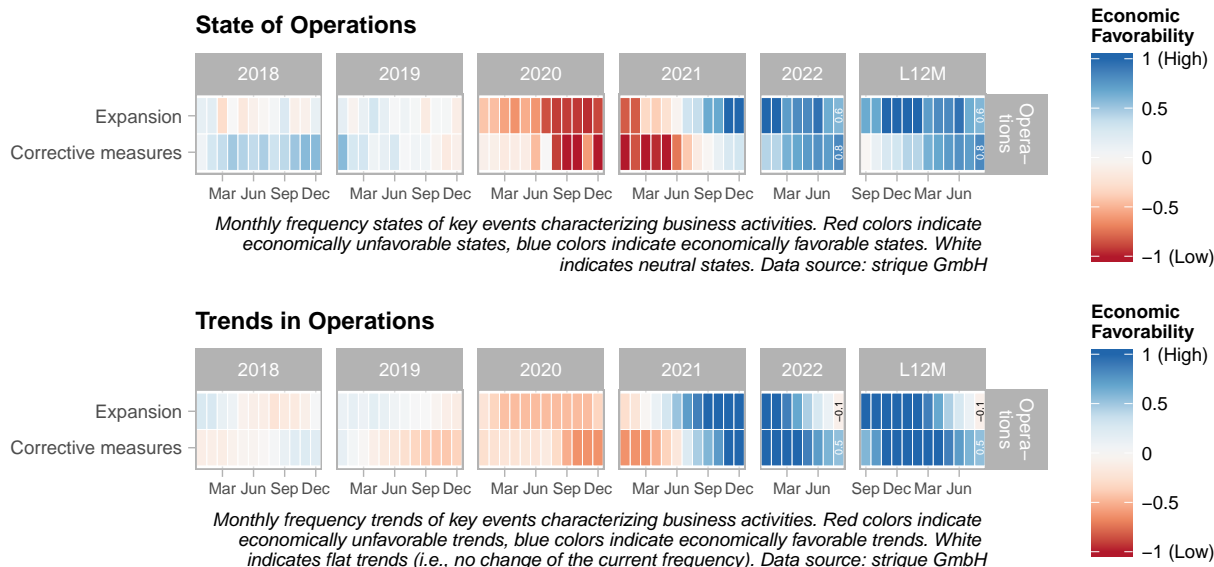 State of Operations
2018 2019 2020 2021 2022 L12M
Expansion
Corrective measures
0.6 0.6
0.8 0.8
Opera−
tions
Mar Jun Sep Dec Mar Jun Sep Dec Mar Jun Sep Dec Mar Jun Sep Dec Mar Jun Sep Dec Mar Jun
Monthly frequency states of key events characterizing business activities. Red colors indicate
economically unfavorable states, blue colors indicate economically favorable states. White
indicates neutral states. Data source: strique GmbH
Economic
Favorability
1 (High)
0.5
0
−0.5
−1 (Low)
Trends in Operations
2018 2019 2020 2021 2022 L12M
Expansion
Corrective measures
−0.1 −0.1
0.5 0.5
Opera−
tions
Mar Jun Sep Dec Mar Jun Sep Dec Mar Jun Sep Dec Mar Jun Sep Dec Mar Jun Sep Dec Mar Jun
Monthly frequency trends of key events characterizing business activities. Red colors indicate
economically unfavorable trends, blue colors indicate economically favorable trends. White
indicates flat trends (i.e., no change of the current frequency). Data source: strique GmbH
Economic
Favorability
1 (High)
0.5
0
−0.5
−1 (Low)